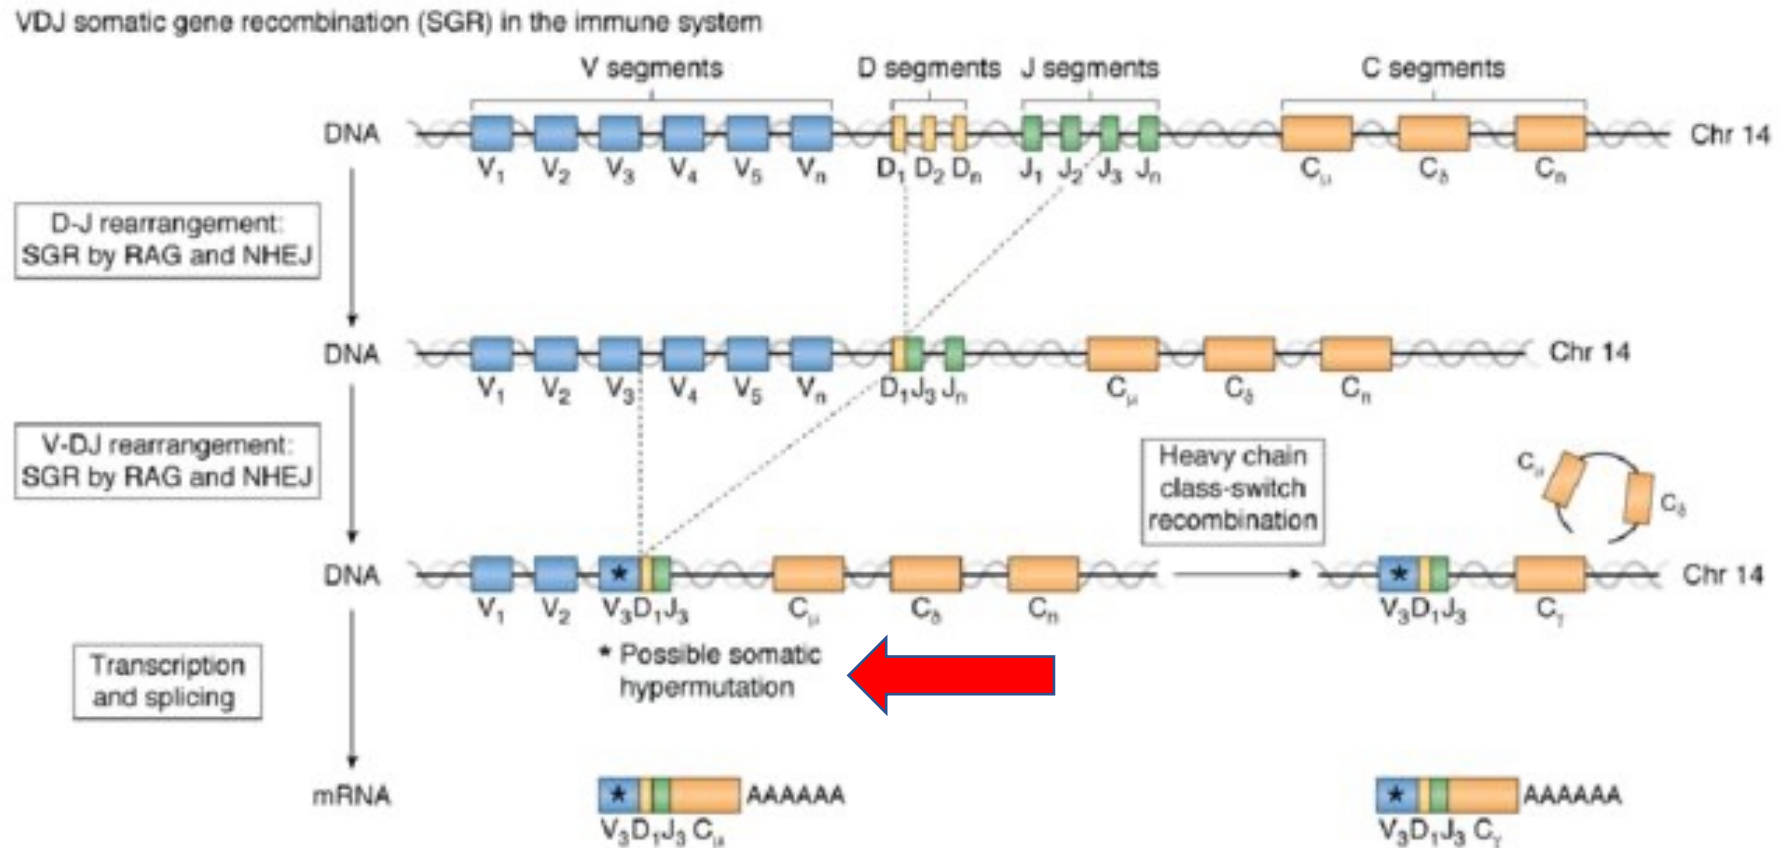 VDJ somatic gene recombination (SGR) in the immune system
V segments D segments J segments C segments
DNA Chr 14
V₁ V₂ V₃ V₄ V₅ Vₙ D₁ D₂ Dₙ J₁ J₂ J₃ Jₙ Cμ Cδ Cn
D-J rearrangement:
SGR by RAG and NHEJ
DNA Chr 14
V₁ V₂ V₃ V₄ V₅ Vₙ D₁J₃ Jₙ Cμ Cδ Cn
V-DJ rearrangement:
SGR by RAG and NHEJ
Heavy chain
class-switch
recombination
Cμ
Cδ
DNA * * Chr 14
V₁ V₂ V₃D₁J₃ Cμ Cδ Cn V₃D₁J₃ Cγ
Transcription
and splicing
* Possible somatic
hypermutation
mRNA * AAAAAA * AAAAAA
V₃D₁J₃ Cμ V₃D₁J₃ Cγ